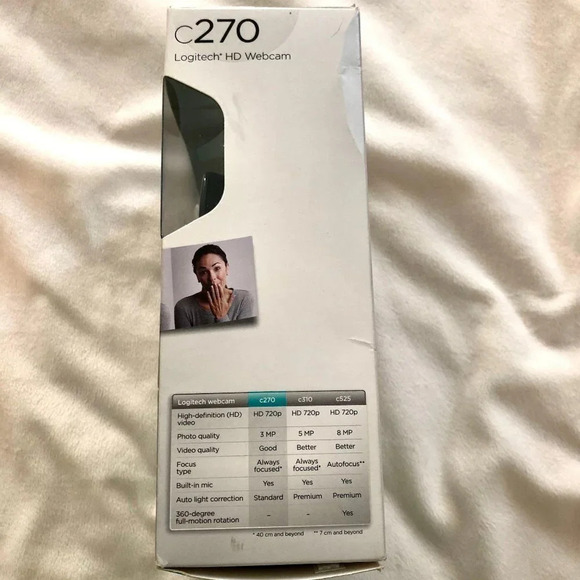 c270
Logitech® HD Webcam
Logitech webcam c270 c310 c525
High-definition (HD) video HD 720p HD 720p HD 720p
Photo quality 3 MP 5 MP 8 MP
Video quality Good Better Better
Focus type Always focused* Always focused* Autofocus**
Built-in mic Yes Yes Yes
Auto light correction Standard Premium Premium
360-degree full-motion rotation – – Yes
* 40 cm and beyond ** 7 cm and beyond